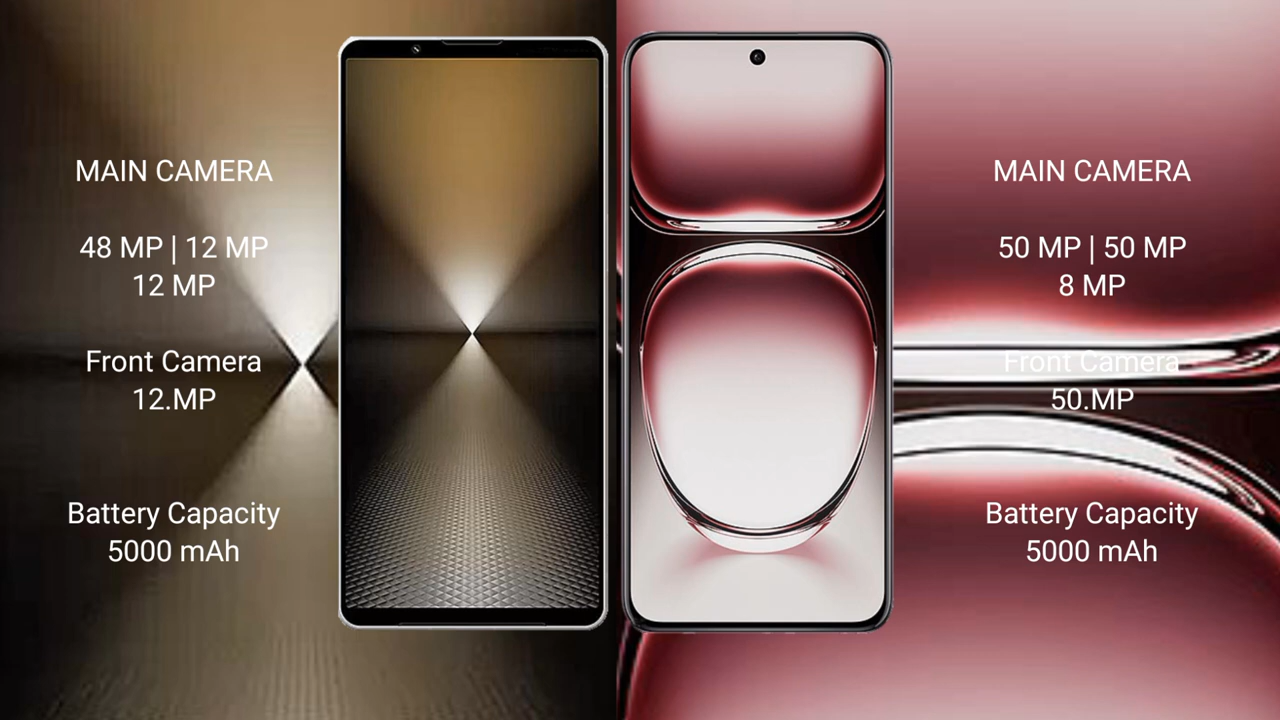 MAIN CAMERA
48 MP | 12 MP
12 MP
Front Camera
12.MP
Battery Capacity
5000 mAh
MAIN CAMERA
50 MP | 50 MP
8 MP
Front Camera
50.MP
Battery Capacity
5000 mAh